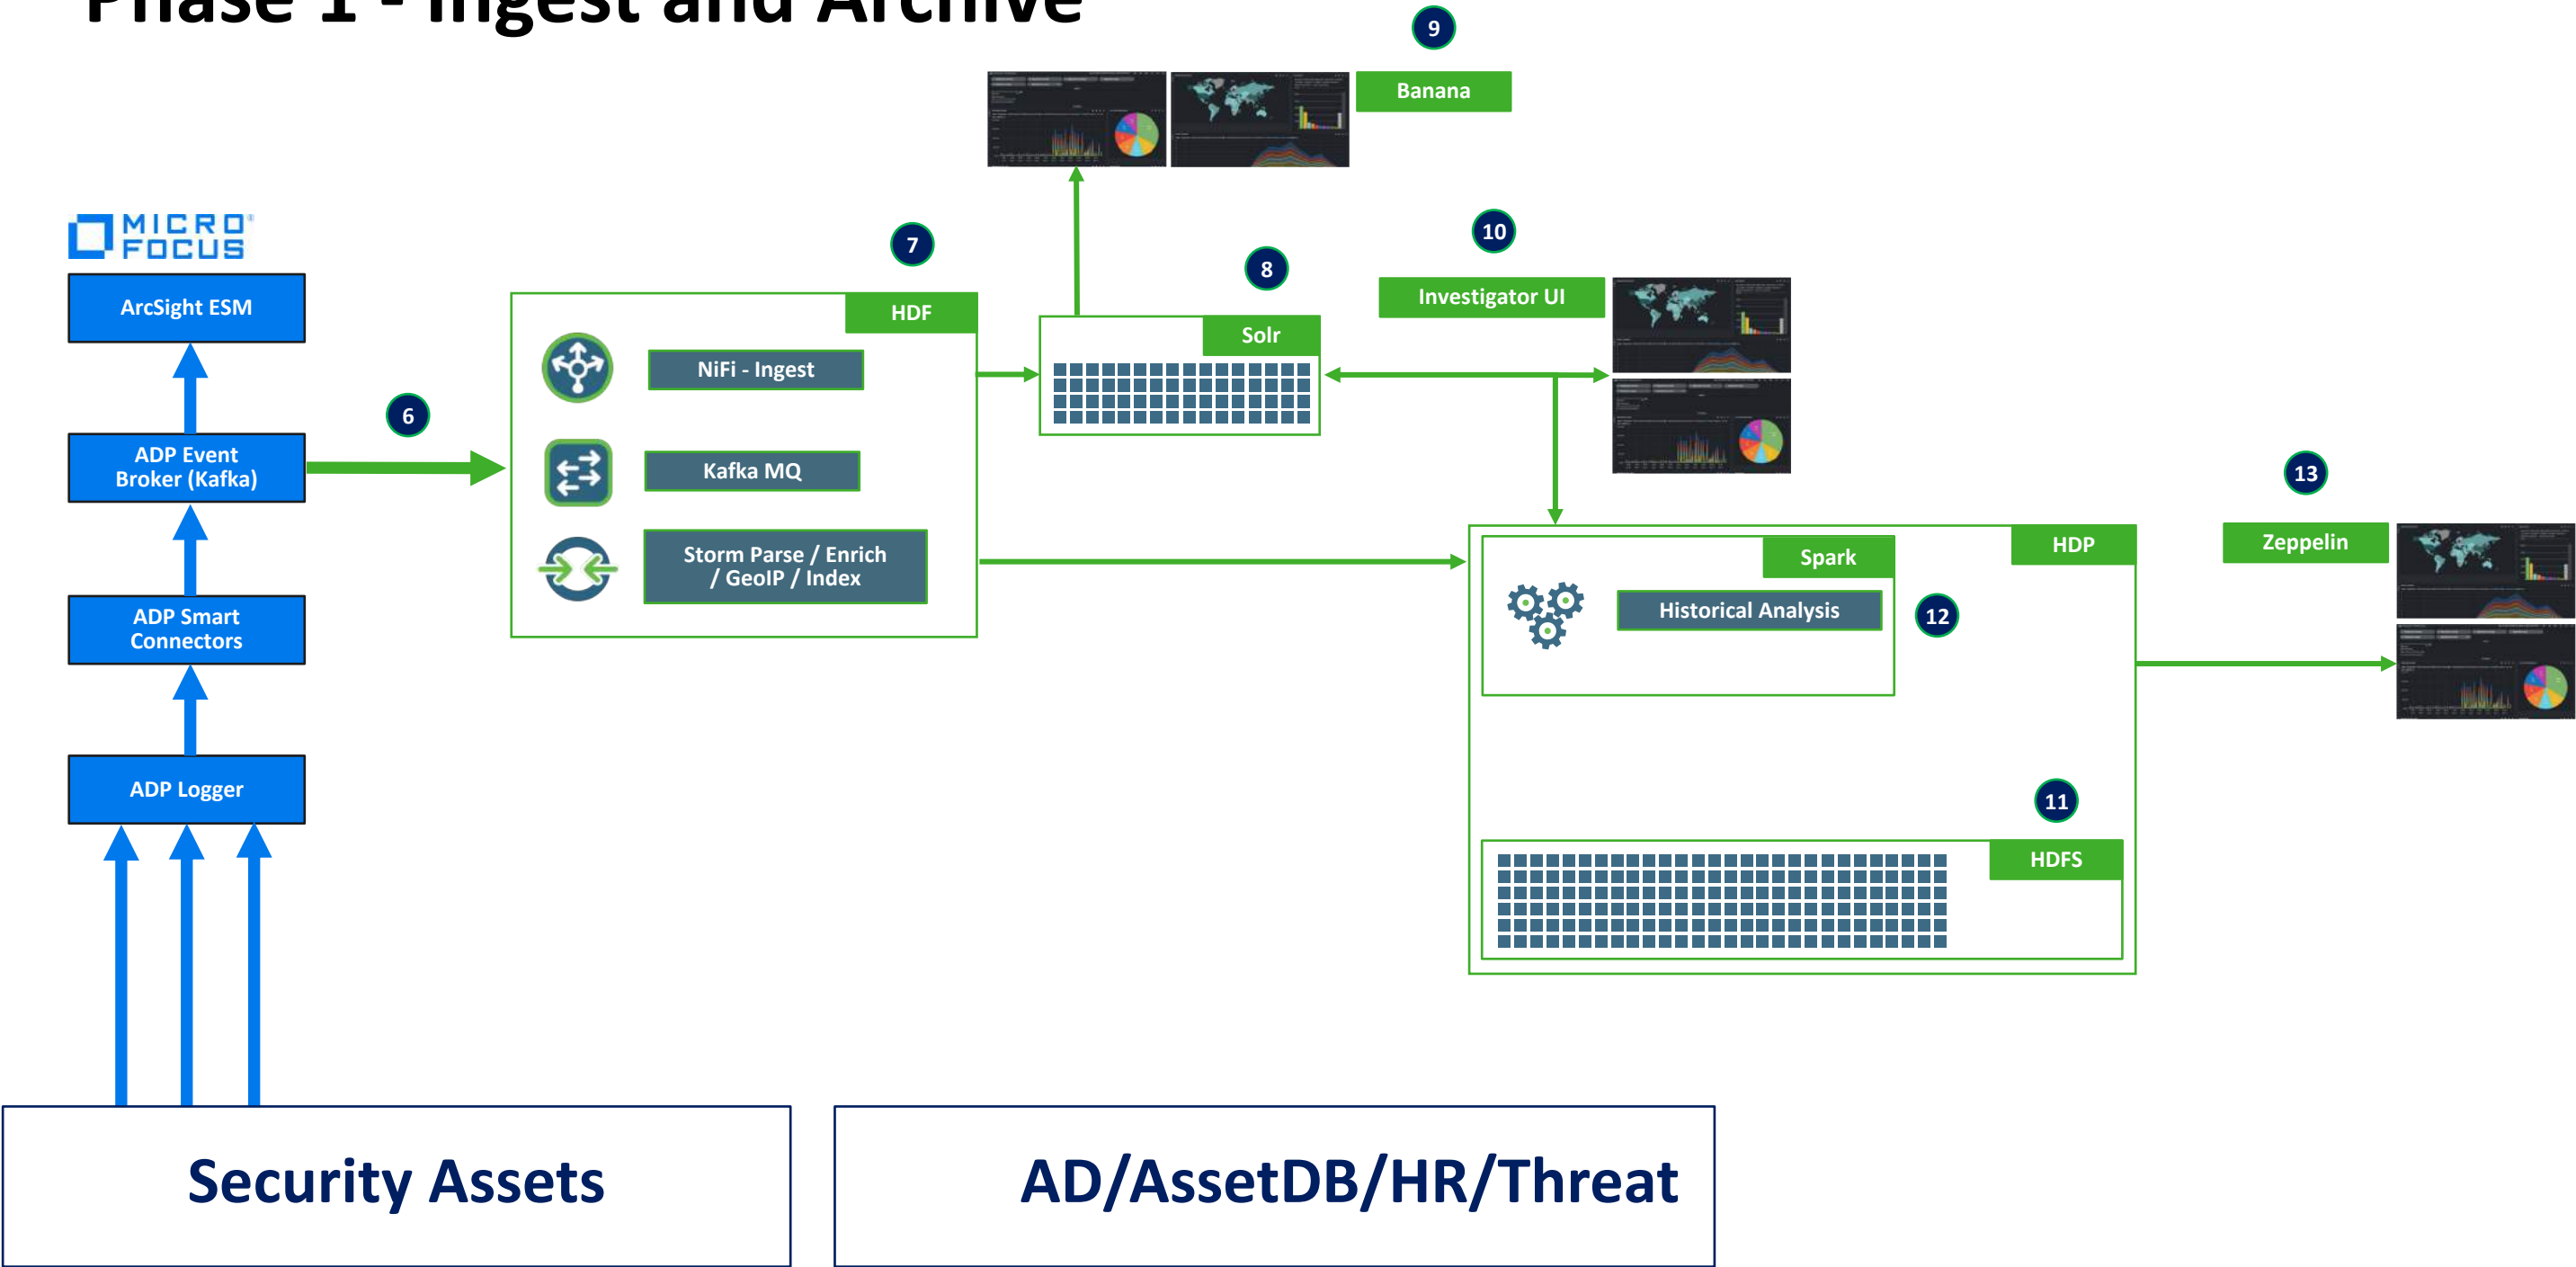 Phase 1 - Ingest and Archive
9
Banana
MICRO
FOCUS
7
8
10
ArcSight ESM
HDF
Investigator UI
Solr
NiFi - Ingest
6
ADP Event
Broker (Kafka)
Kafka MQ
13
Storm Parse / Enrich
/ GeoIP / Index
Spark
HDP
Zeppelin
ADP Smart
Connectors
Historical Analysis
12
ADP Logger
11
HDFS
Security Assets
AD/AssetDB/HR/Threat